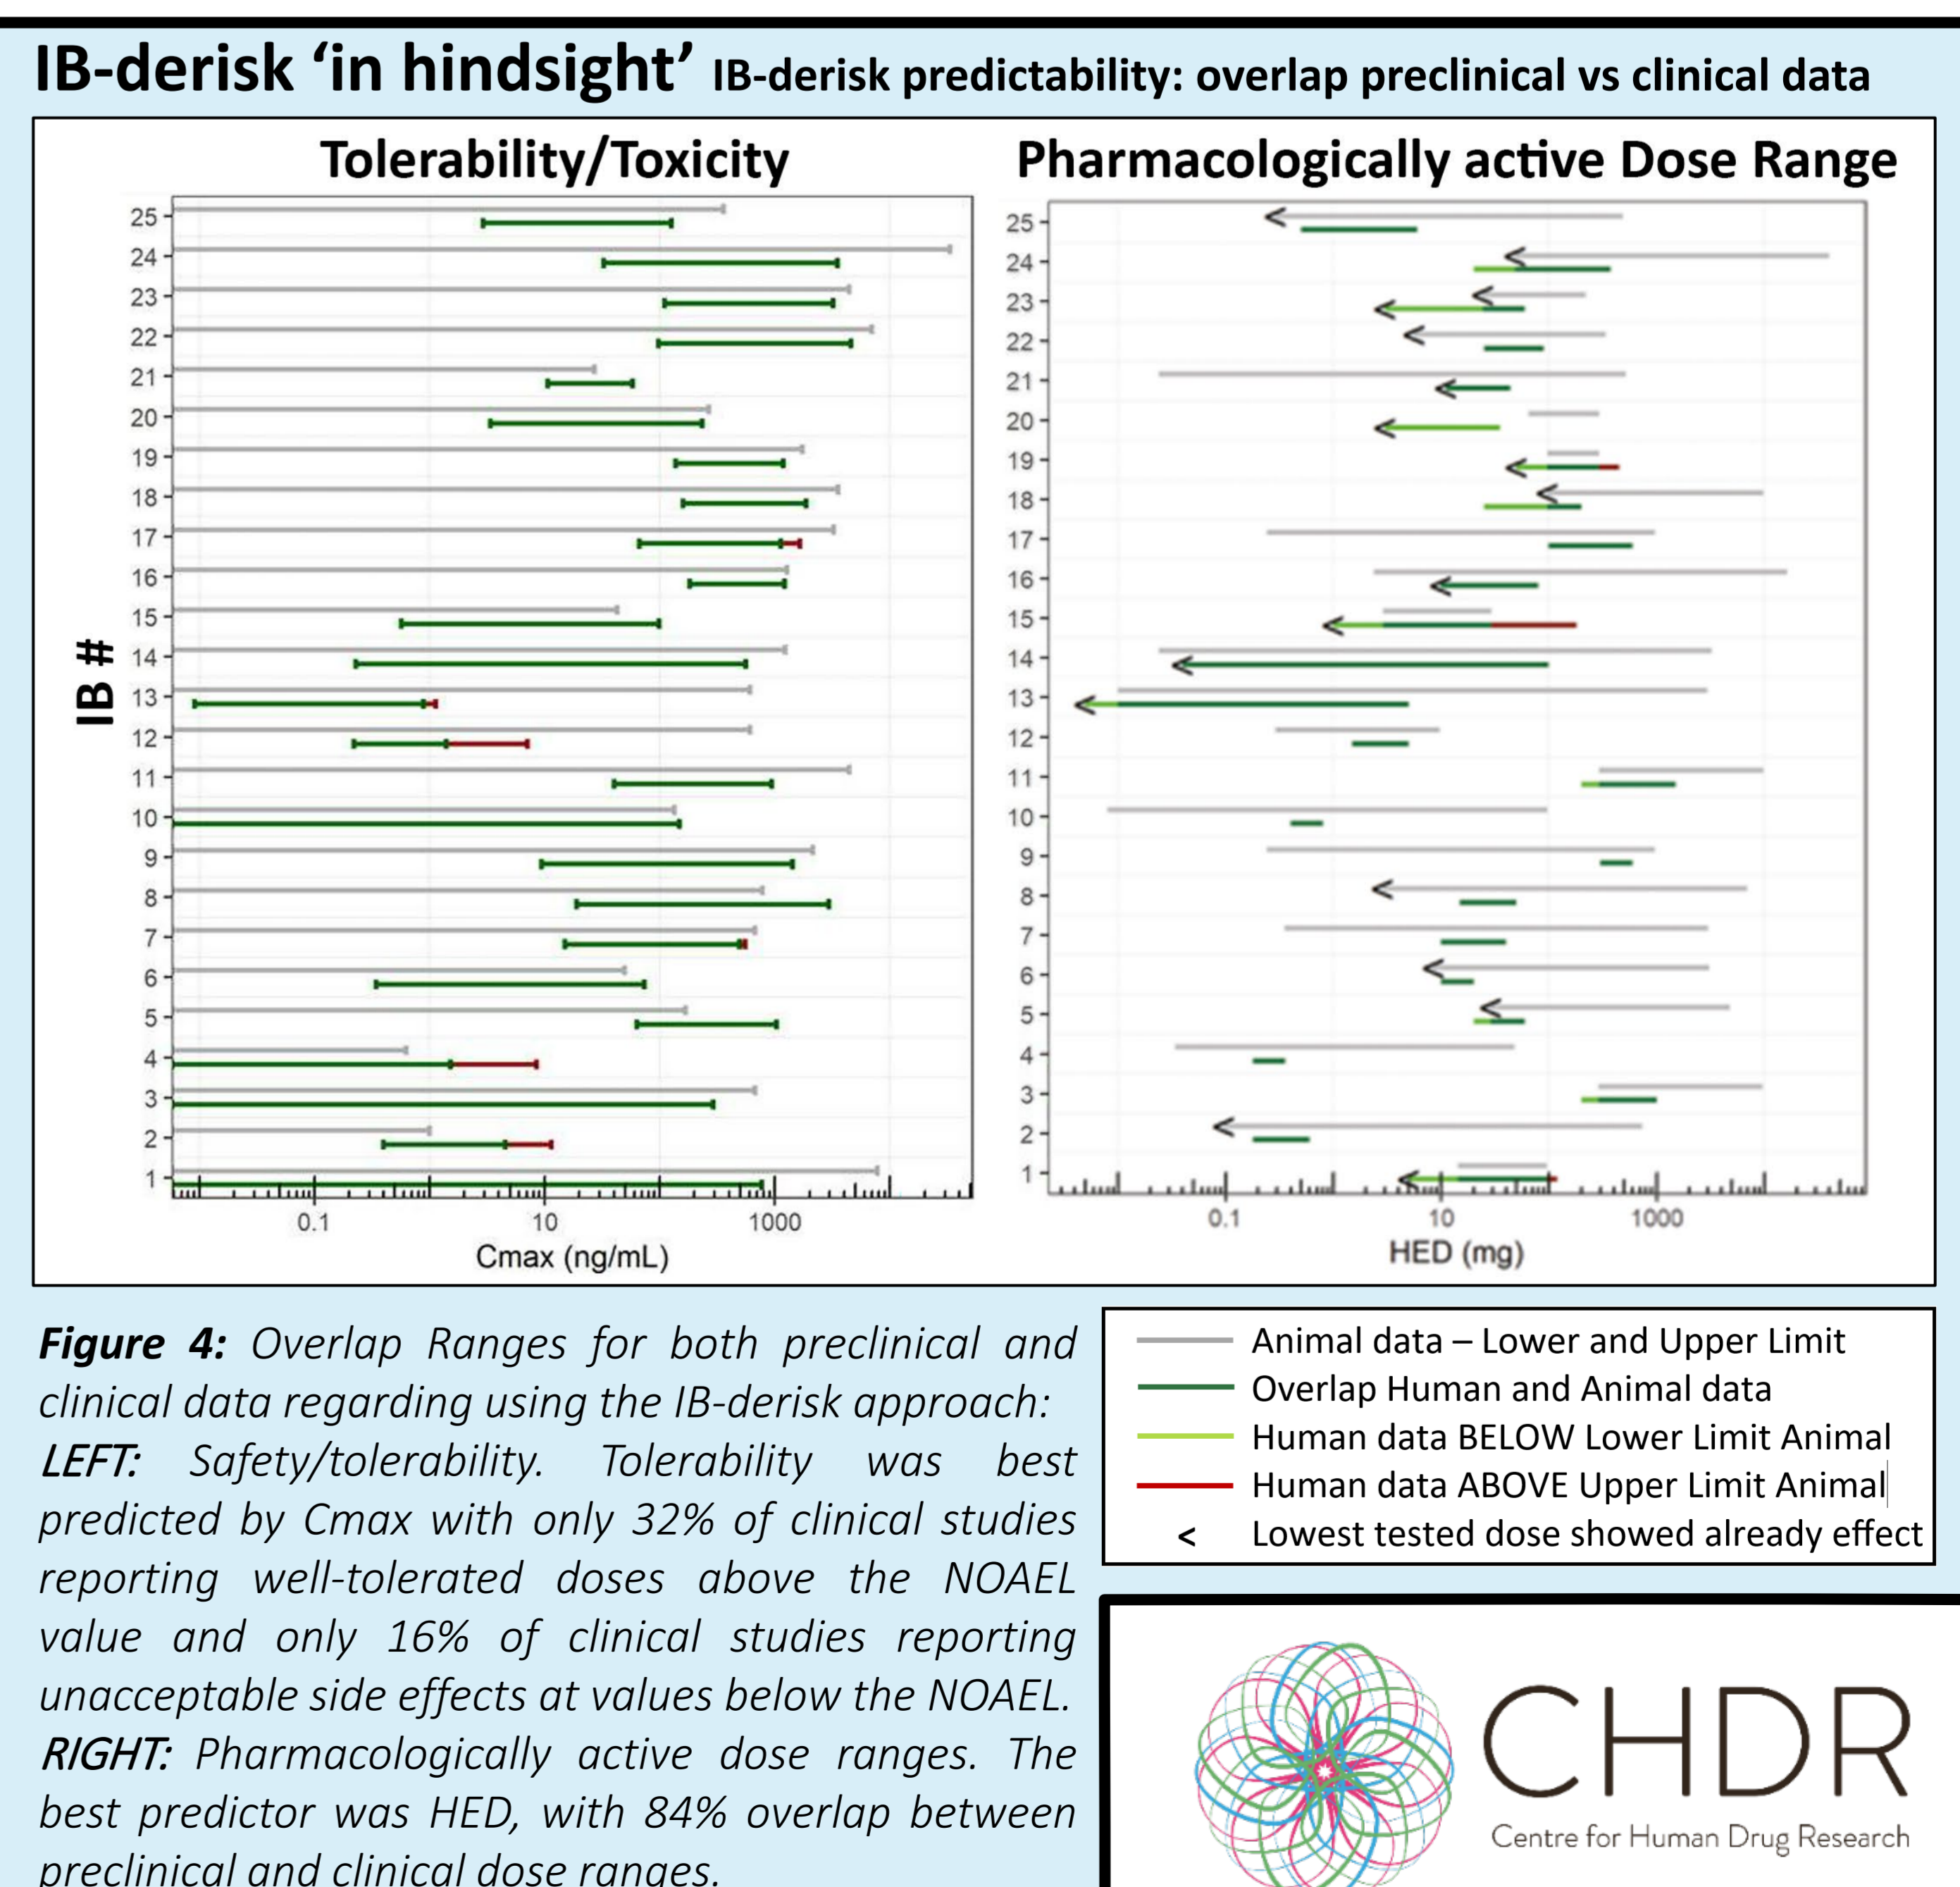 IB-derisk ‘in hindsight’ IB-derisk predictability: overlap preclinical vs clinical data
Tolerability/Toxicity
IB #
25
24
23
22
21
20
19
18
17
16
15
14
13
12
11
10
9
8
7
6
5
4
3
2
1
0.1 10 1000
Cmax (ng/mL)
Pharmacologically active Dose Range
25
24
23
22
21
20
19
18
17
16
15
14
13
12
11
10
9
8
7
6
5
4
3
2
1
0.1 10 1000
HED (mg)
Figure 4: Overlap Ranges for both preclinical and
clinical data regarding using the IB-derisk approach:
LEFT: Safety/tolerability. Tolerability was best
predicted by Cmax with only 32% of clinical studies
reporting well-tolerated doses above the NOAEL
value and only 16% of clinical studies reporting
unacceptable side effects at values below the NOAEL.
RIGHT: Pharmacologically active dose ranges. The
best predictor was HED, with 84% overlap between
preclinical and clinical dose ranges.
Animal data – Lower and Upper Limit
Overlap Human and Animal data
Human data BELOW Lower Limit Animal
Human data ABOVE Upper Limit Animal
< Lowest tested dose showed already effect
CHDR
Centre for Human Drug Research